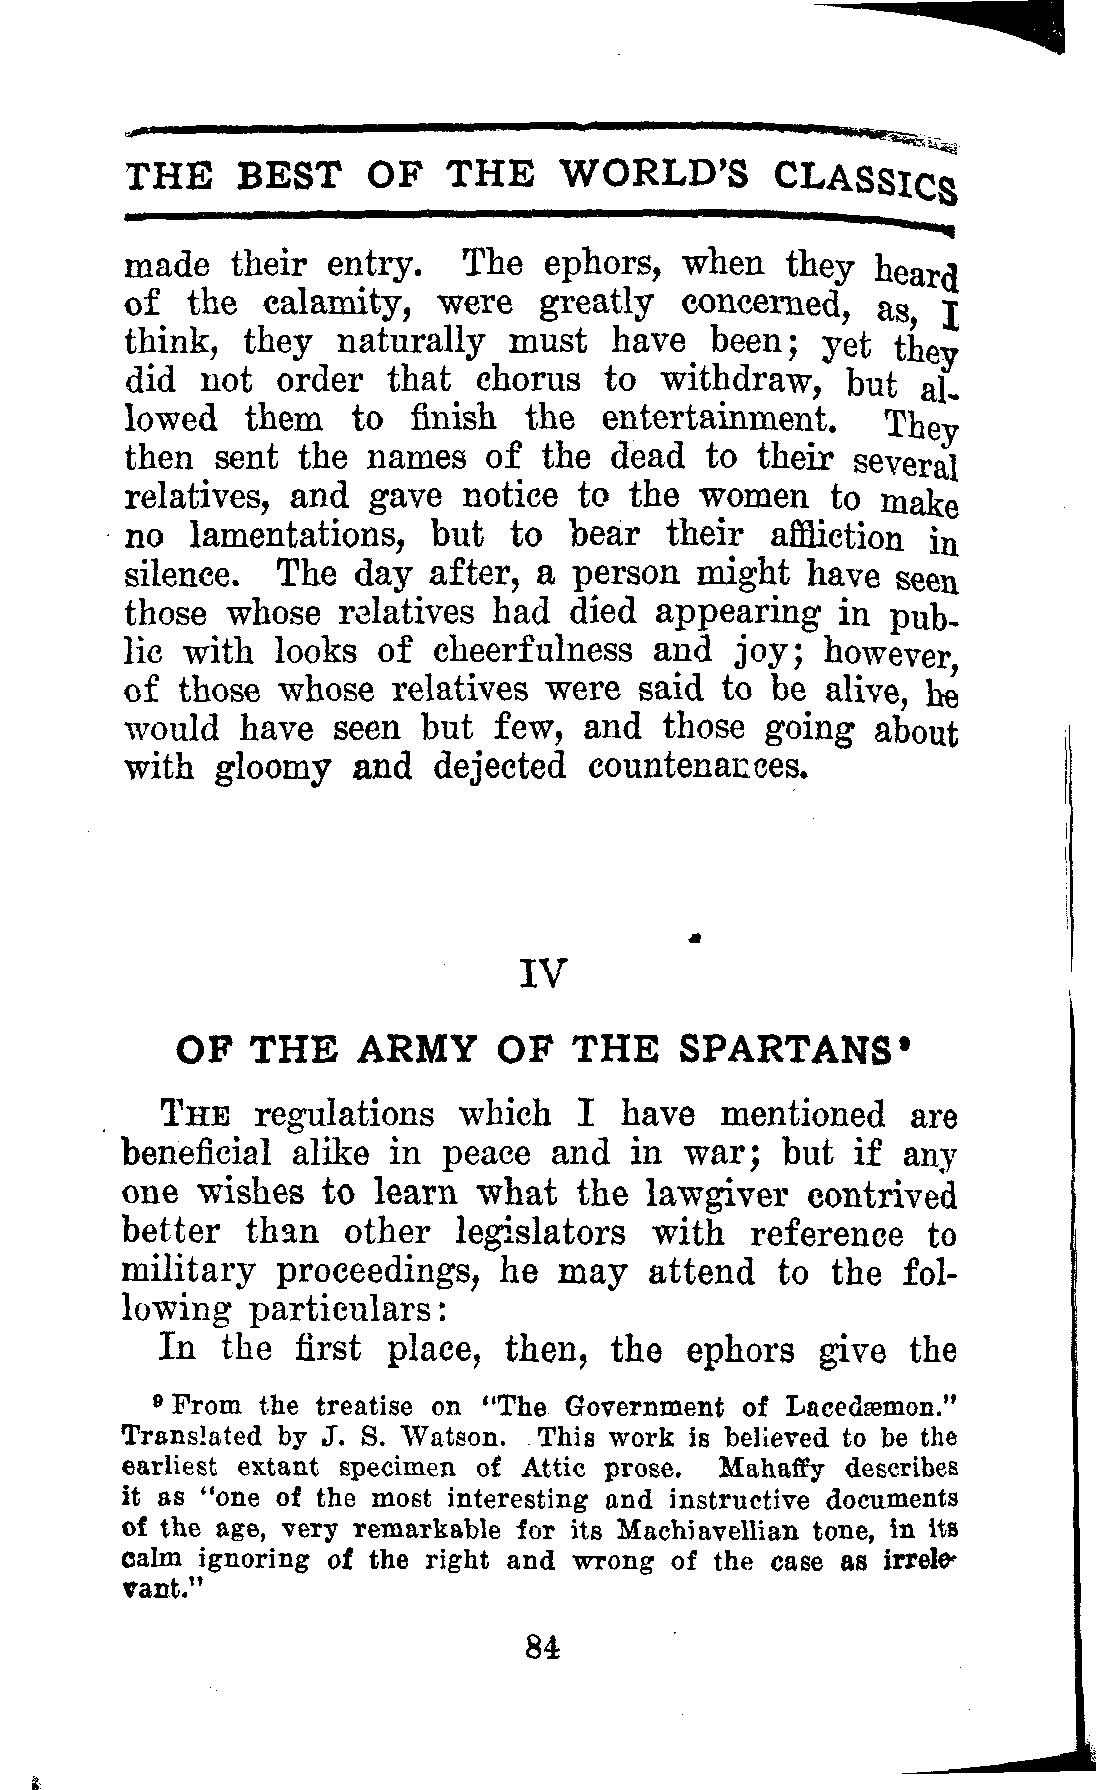 THE BEST OF THE WORLD'S CLASSICS
made their entry. The ephors, when they heard
of the calamity, were greatly concerned, as, I
think, they naturally must have been; yet they
did not order that chorus to withdraw, but al-
lowed them to finish the entertainment. They
then sent the names of the dead to their several
relatives, and gave notice to the women to make
no lamentations, but to bear their affliction in
silence. The day after, a person might have seen
those whose relatives had died appearing in pub-
lic with looks of cheerfulness and joy; however,
of those whose relatives were said to be alive, he
would have seen but few, and those going about
with gloomy and dejected countenances.
IV
OF THE ARMY OF THE SPARTANS⁹
THE regulations which I have mentioned are
beneficial alike in peace and in war; but if any
one wishes to learn what the lawgiver contrived
better than other legislators with reference to
military proceedings, he may attend to the fol-
lowing particulars:
In the first place, then, the ephors give the
⁹ From the treatise on "The Government of Lacedæmon."
Translated by J. S. Watson. This work is believed to be the
earliest extant specimen of Attic prose. Mahaffy describes
it as "one of the most interesting and instructive documents
of the age, very remarkable for its Machiavellian tone, in its
calm ignoring of the right and wrong of the case as irrele-
vant."
84